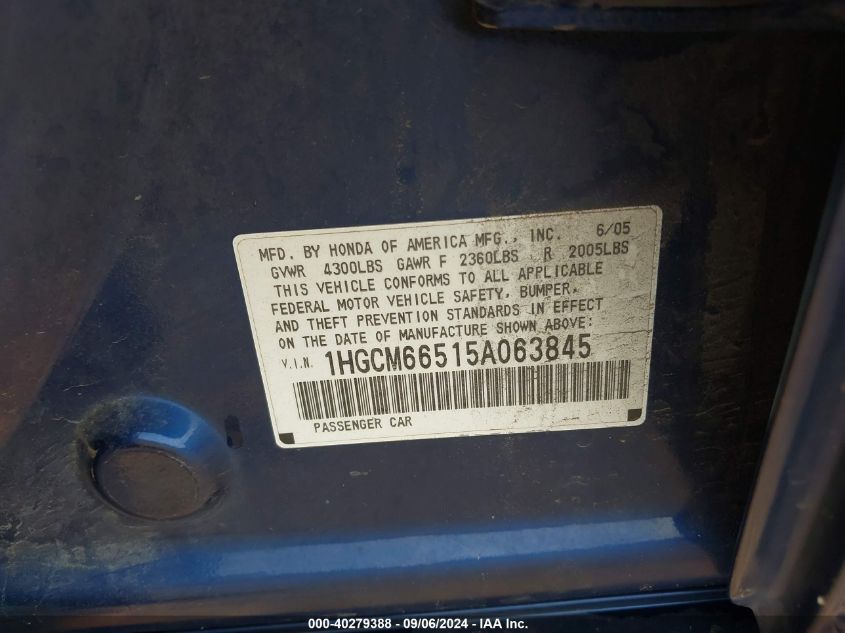 MFD. BY HONDA OF AMERICA MFG., INC. 6/05
GVWR 4300LBS GAWR F 2360LBS R 2005LBS
THIS VEHICLE CONFORMS TO ALL APPLICABLE
FEDERAL MOTOR VEHICLE SAFETY, BUMPER,
AND THEFT PREVENTION STANDARDS IN EFFECT
ON THE DATE OF MANUFACTURE SHOWN ABOVE:
V.I.N. 1HGCM66515A063845
PASSENGER CAR
000-40279388 - 09/06/2024 - IAA, Inc.